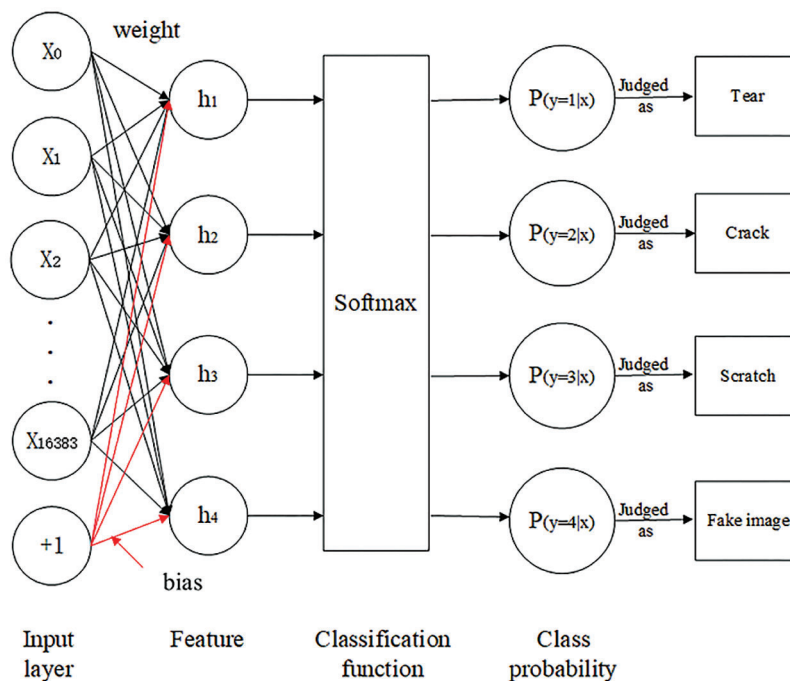 weight
X0
X1
X2
X16383
+1
bias
h1
h2
h3
h4
Softmax
P(y=1|x)
P(y=2|x)
P(y=3|x)
P(y=4|x)
Judged
as
Judged
as
Judged
as
Judged
as
Tear
Crack
Scratch
Fake image
Input
layer
Feature
Classification
function
Class
probability